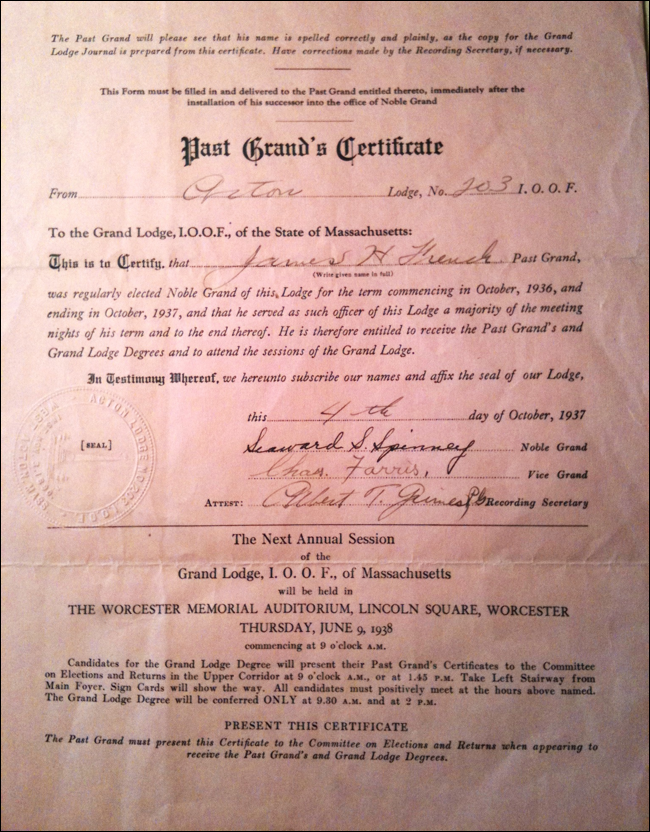 The Past Grand will please see that his name is spelled correctly and plainly, as the copy for the Grand
Lodge Journal is prepared from this certificate. Have corrections made by the Recording Secretary, if necessary.
This Form must be filled in and delivered to the Past Grand entitled thereto, immediately after the
installation of his successor into the office of Noble Grand
Past Grand's Certificate
From Acton Lodge, No. 203 I. O. O. F.
To the Grand Lodge, I.O.O.F., of the State of Massachusetts:
This is to Certify, that James H French Past Grand,
(Write given name in full)
was regularly elected Noble Grand of this Lodge for the term commencing in October, 1936, and
ending in October, 1937, and that he served as such officer of this Lodge a majority of the meeting
nights of his term and to the end thereof. He is therefore entitled to receive the Past Grand's and
Grand Lodge Degrees and to attend the sessions of the Grand Lodge.
In Testimony Whereof, we hereunto subscribe our names and affix the seal of our Lodge,
this 4th day of October, 1937
[SEAL]
Seaward S. Spinney Noble Grand
Chas. Farris, Vice Grand
ATTEST: Albert T. Grimes PG Recording Secretary
The Next Annual Session
of the
Grand Lodge, I. O. O. F., of Massachusetts
will be held in
THE WORCESTER MEMORIAL AUDITORIUM, LINCOLN SQUARE, WORCESTER
THURSDAY, JUNE 9, 1938
commencing at 9 o'clock A.M.
Candidates for the Grand Lodge Degree will present their Past Grand's Certificates to the Committee
on Elections and Returns in the Upper Corridor at 9 o'clock A.M., or at 1.45 P.M. Take Left Stairway from
Main Foyer. Sign Cards will show the way. All candidates must positively meet at the hours above named.
The Grand Lodge Degree will be conferred ONLY at 9.30 A.M. and at 2 P.M.
PRESENT THIS CERTIFICATE
The Past Grand must present this Certificate to the Committee on Elections and Returns when appearing to
receive the Past Grand's and Grand Lodge Degrees.